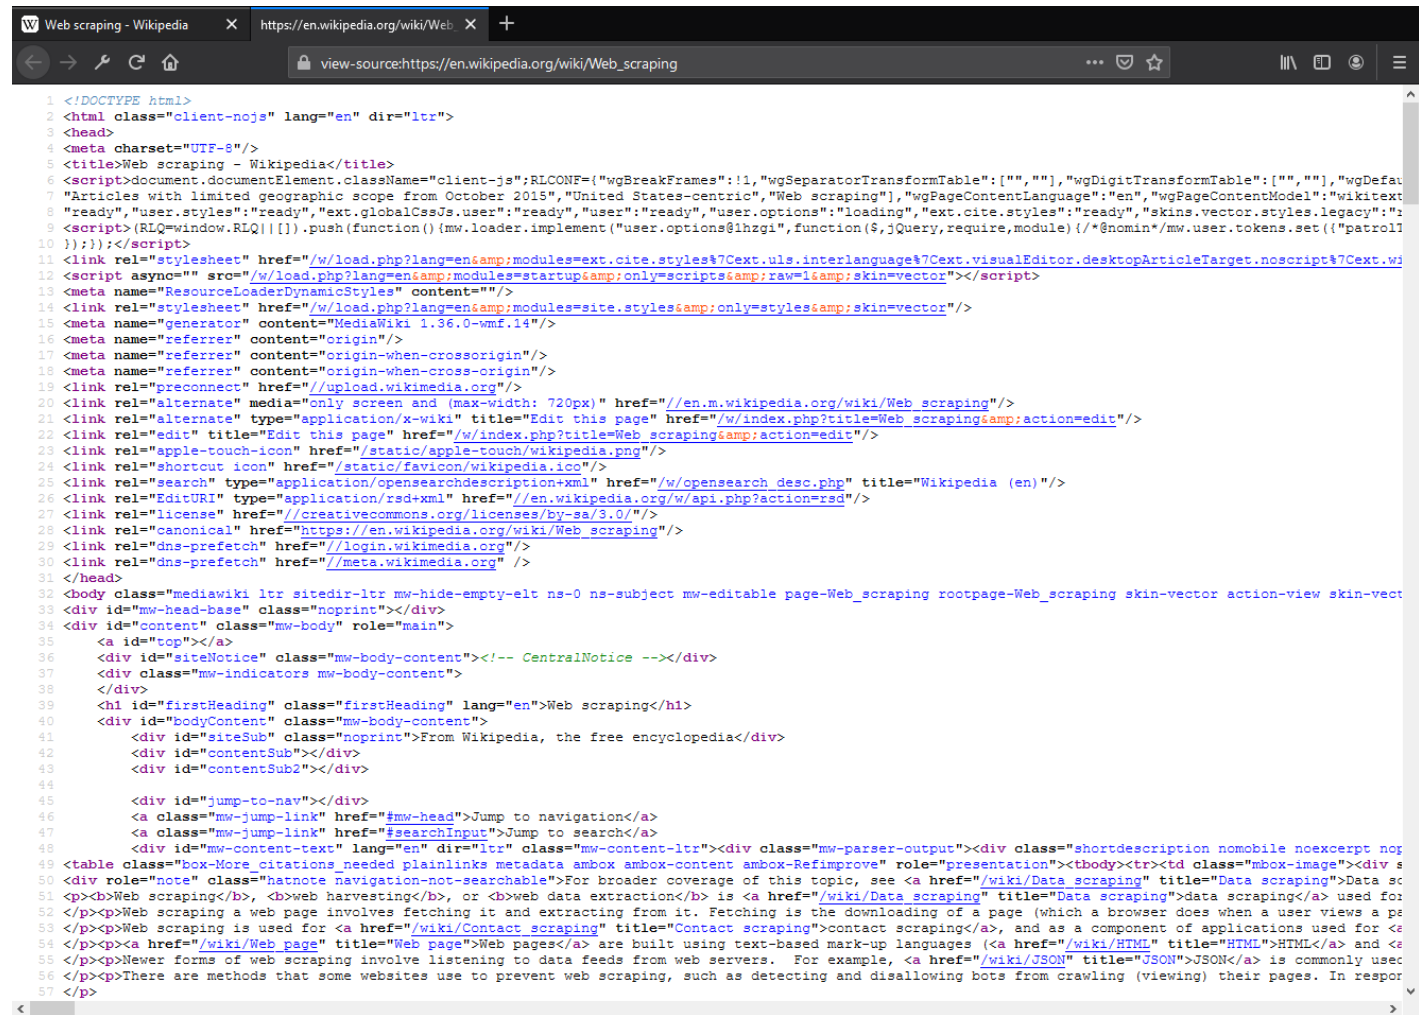 Web scraping - Wikipedia
https://en.wikipedia.org/wiki/Web_
view-source:https://en.wikipedia.org/wiki/Web_scraping
1 <!DOCTYPE html>
2 <html class="client-nojs" lang="en" dir="ltr">
3 <head>
4 <meta charset="UTF-8"/>
5 <title>Web scraping - Wikipedia</title>
6 <script>document.documentElement.className="client-js";RLCONF={"wgBreakFrames":!1,"wgSeparatorTransformTable":["",""],"wgDigitTransformTable":["",""],"wgDefau
7 "Articles with limited geographic scope from October 2015","United States-centric","Web scraping"],"wgPageContentLanguage":"en","wgPageContentModel":"wikitext
8 "ready","user.styles":"ready","ext.globalCssJs.user":"ready","user":"ready","user.options":"loading","ext.cite.styles":"ready","skins.vector.styles.legacy":"r
9 <script>(RLQ=window.RLQ||[]).push(function(){mw.loader.implement("user.options@1hzgi",function($,jQuery,require,module){/*@nomin*/mw.user.tokens.set({"patrolT
10 });});</script>
11 <link rel="stylesheet" href="/w/load.php?lang=en&amp;modules=ext.cite.styles%7Cext.uls.interlanguage%7Cext.visualEditor.desktopArticleTarget.noscript%7Cext.wi
12 <script async="" src="/w/load.php?lang=en&amp;modules=startup&amp;only=scripts&amp;raw=1&amp;skin=vector"></script>
13 <meta name="ResourceLoaderDynamicStyles" content=""/>
14 <link rel="stylesheet" href="/w/load.php?lang=en&amp;modules=site.styles&amp;only=styles&amp;skin=vector"/>
15 <meta name="generator" content="MediaWiki 1.36.0-wmf.14"/>
16 <meta name="referrer" content="origin"/>
17 <meta name="referrer" content="origin-when-crossorigin"/>
18 <meta name="referrer" content="origin-when-cross-origin"/>
19 <link rel="preconnect" href="//upload.wikimedia.org"/>
20 <link rel="alternate" media="only screen and (max-width: 720px)" href="//en.m.wikipedia.org/wiki/Web_scraping"/>
21 <link rel="alternate" type="application/x-wiki" title="Edit this page" href="/w/index.php?title=Web_scraping&amp;action=edit"/>
22 <link rel="edit" title="Edit this page" href="/w/index.php?title=Web_scraping&amp;action=edit"/>
23 <link rel="apple-touch-icon" href="/static/apple-touch/wikipedia.png"/>
24 <link rel="shortcut icon" href="/static/favicon/wikipedia.ico"/>
25 <link rel="search" type="application/opensearchdescription+xml" href="/w/opensearch_desc.php" title="Wikipedia (en)"/>
26 <link rel="EditURI" type="application/rsd+xml" href="//en.wikipedia.org/w/api.php?action=rsd"/>
27 <link rel="license" href="//creativecommons.org/licenses/by-sa/3.0/"/>
28 <link rel="canonical" href="https://en.wikipedia.org/wiki/Web_scraping"/>
29 <link rel="dns-prefetch" href="//login.wikimedia.org"/>
30 <link rel="dns-prefetch" href="//meta.wikimedia.org" />
31 </head>
32 <body class="mediawiki ltr sitedir-ltr mw-hide-empty-elt ns-0 ns-subject mw-editable page-Web_scraping rootpage-Web_scraping skin-vector action-view skin-vect
33 <div id="mw-head-base" class="noprint"></div>
34 <div id="content" class="mw-body" role="main">
35 <a id="top"></a>
36 <div id="siteNotice" class="mw-body-content"><!-- CentralNotice --></div>
37 <div class="mw-indicators mw-body-content">
38 </div>
39 <h1 id="firstHeading" class="firstHeading" lang="en">Web scraping</h1>
40 <div id="bodyContent" class="mw-body-content">
41 <div id="siteSub" class="noprint">From Wikipedia, the free encyclopedia</div>
42 <div id="contentSub"></div>
43 <div id="contentSub2"></div>
44
45 <div id="jump-to-nav"></div>
46 <a class="mw-jump-link" href="#mw-head">Jump to navigation</a>
47 <a class="mw-jump-link" href="#searchInput">Jump to search</a>
48 <div id="mw-content-text" lang="en" dir="ltr" class="mw-content-ltr"><div class="mw-parser-output"><div class="shortdescription nomobile noexcerpt nop
49 <table class="box-More_citations_needed plainlinks metadata ambox ambox-content ambox-Refimprove" role="presentation"><tbody><tr><td class="mbox-image"><div s
50 <div role="note" class="hatnote navigation-not-searchable">For broader coverage of this topic, see <a href="/wiki/Data_scraping" title="Data scraping">Data sc
51 <p><b>Web scraping</b>, <b>web harvesting</b>, or <b>web data extraction</b> is <a href="/wiki/Data_scraping" title="Data scraping">data scraping</a> used for
52 </p><p>Web scraping a web page involves fetching it and extracting from it. Fetching is the downloading of a page (which a browser does when a user views a pa
53 </p><p>Web scraping is used for <a href="/wiki/Contact_scraping" title="Contact scraping">contact scraping</a>, and as a component of applications used for <a
54 </p><p><a href="/wiki/Web_page" title="Web page">Web pages</a> are built using text-based mark-up languages (<a href="/wiki/HTML" title="HTML">HTML</a> and <a
55 </p><p>Newer forms of web scraping involve listening to data feeds from web servers.  For example, <a href="/wiki/JSON" title="JSON">JSON</a> is commonly used
56 </p><p>There are methods that some websites use to prevent web scraping, such as detecting and disallowing bots from crawling (viewing) their pages. In respon
57 </p>